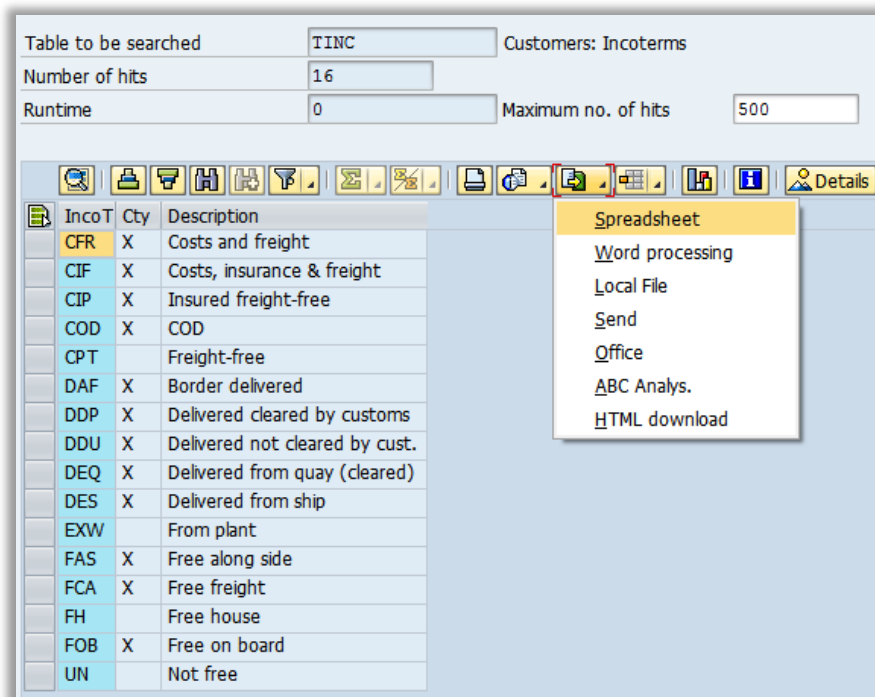 Table to be searched TINC Customers: Incoterms
Number of hits 16
Runtime 0 Maximum no. of hits 500
Details
IncoT Cty Description
CFR X Costs and freight
CIF X Costs, insurance & freight
CIP X Insured freight-free
COD X COD
CPT Freight-free
DAF X Border delivered
DDP X Delivered cleared by customs
DDU X Delivered not cleared by cust.
DEQ X Delivered from quay (cleared)
DES X Delivered from ship
EXW From plant
FAS X Free along side
FCA X Free freight
FH Free house
FOB X Free on board
UN Not free
Spreadsheet
Word processing
Local File
Send
Office
ABC Analys.
HTML download